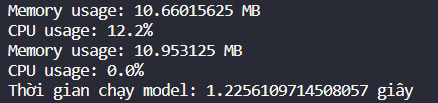 Memory usage: 10.66015625 MB
CPU usage: 12.2%
Memory usage: 10.953125 MB
CPU usage: 0.0%
Thời gian chạy model: 1.2256109714508057 giây